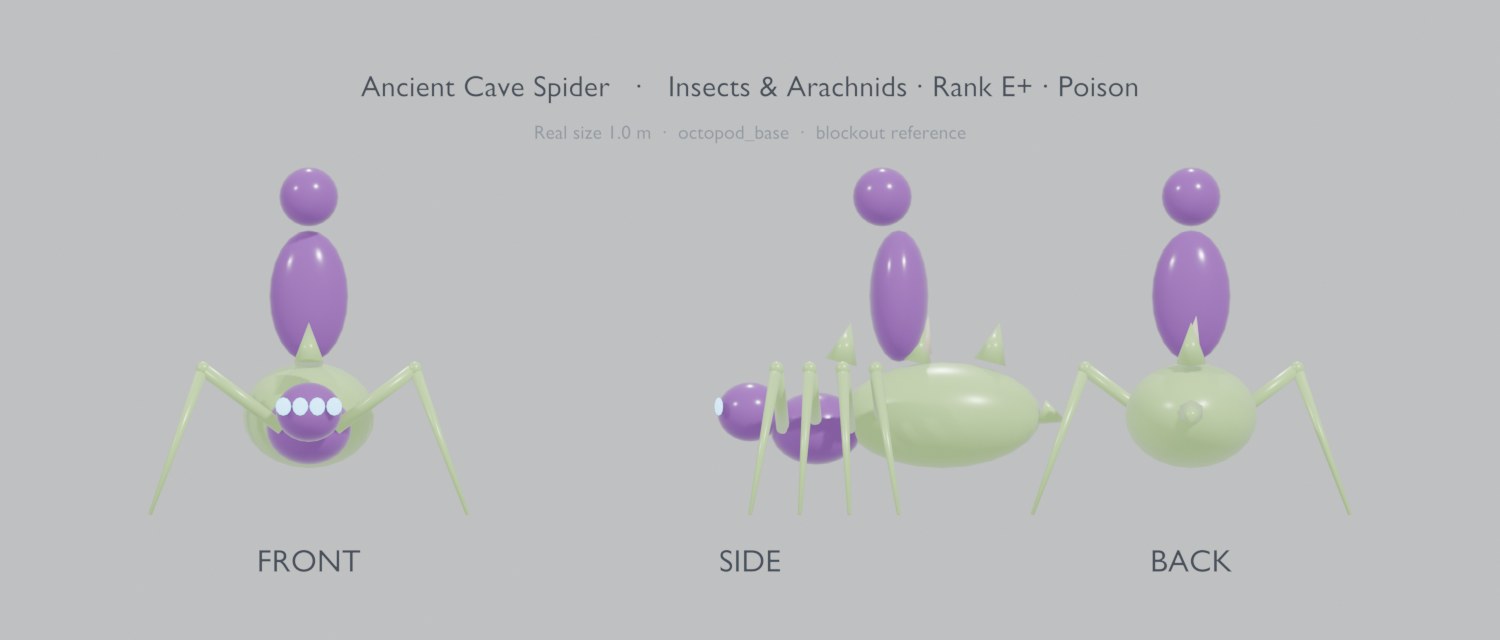 Ancient Cave Spider · Insects & Arachnids · Rank E+ · Poison
Real size 1.0 m · octopod_base · blockout reference
FRONT
SIDE
BACK